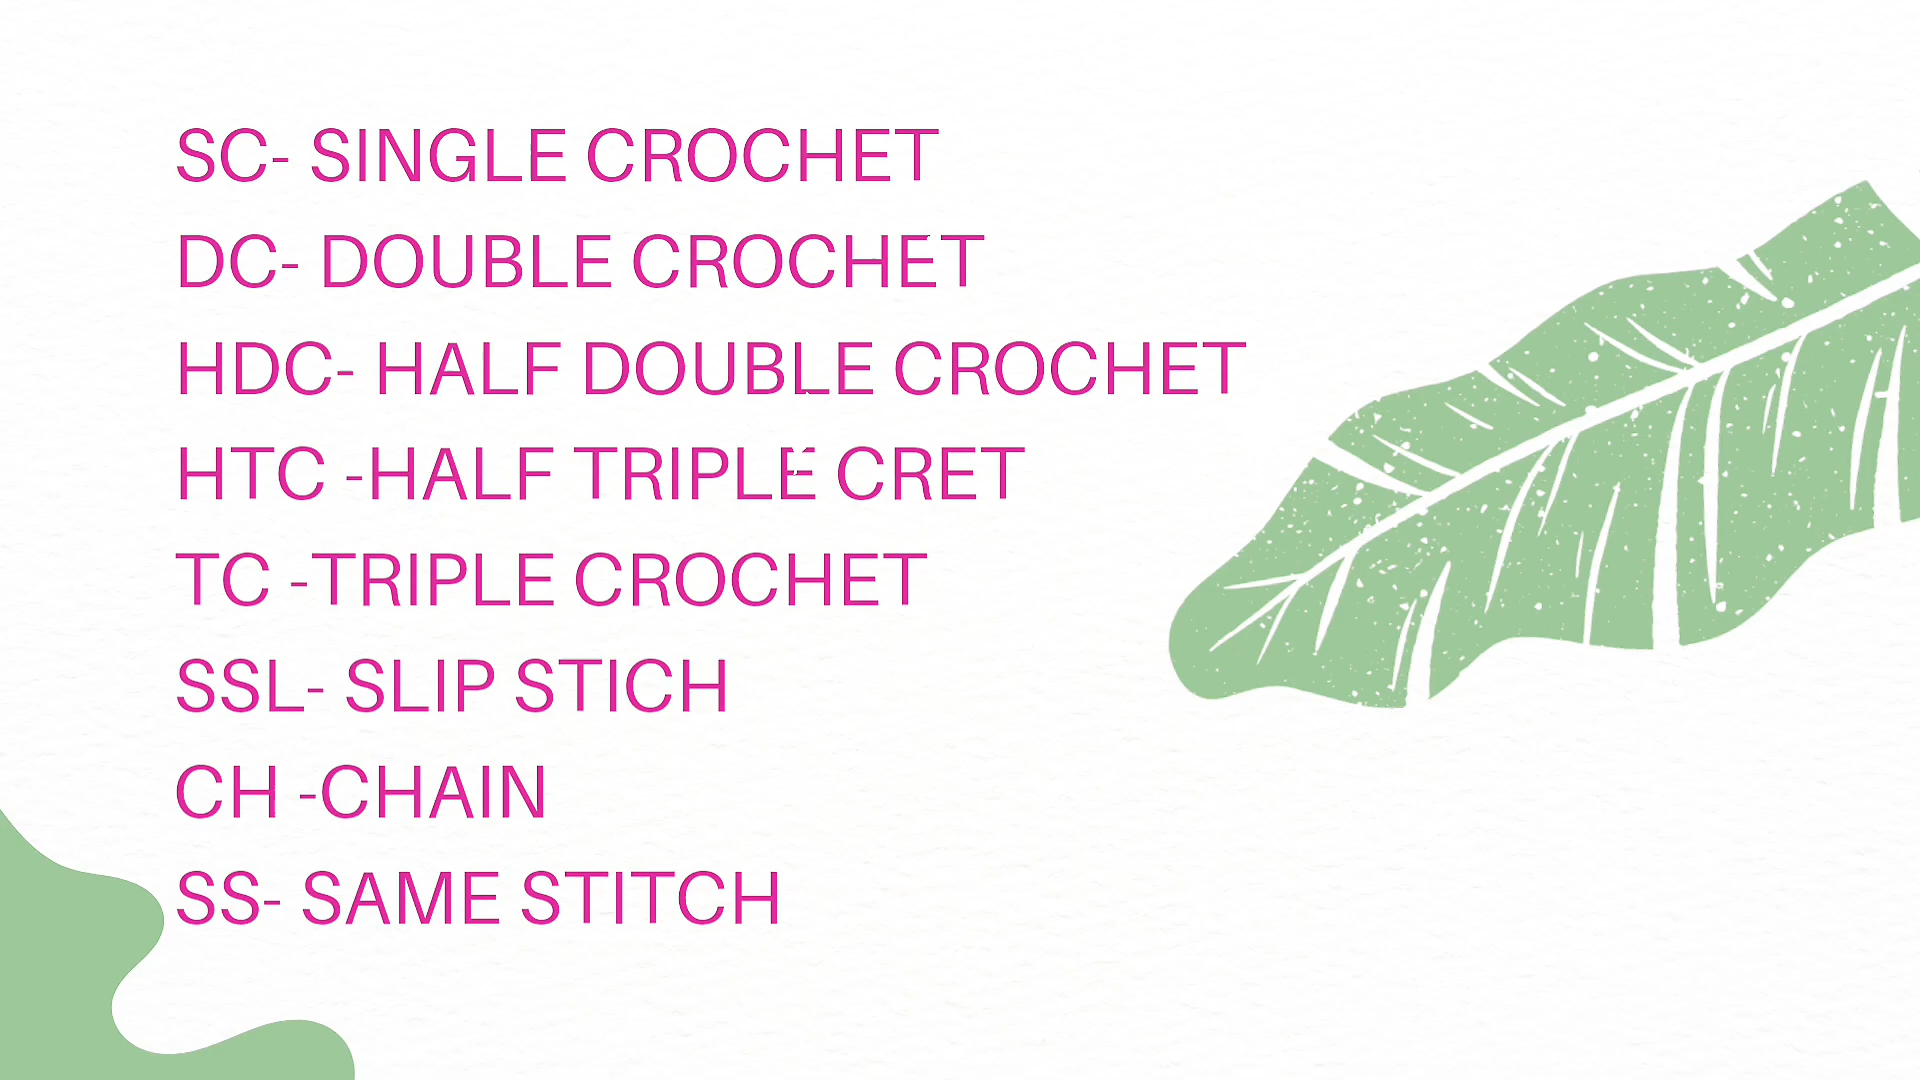 SC- SINGLE CROCHET
DC- DOUBLE CROCHET
HDC- HALF DOUBLE CROCHET
HTC -HALF TRIPLE CRET
TC -TRIPLE CROCHET
SSL- SLIP STICH
CH -CHAIN
SS- SAME STITCH